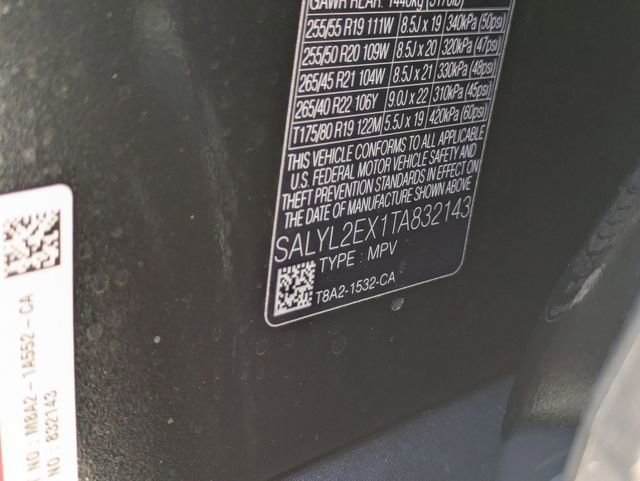 GAWR REAR: 1440kg (3175lb)
255/55 R19 111W 8.5J x 19 340kPa (50psi)
255/50 R20 109W 8.5J x 20 320kPa (47psi)
265/45 R21 104W 8.5J x 21 330kPa (48psi)
265/40 R22 106Y 9.0J x 22 310kPa (45psi)
T175/80 R19 122M 5.5J x 19 420kPa (60psi)
THIS VEHICLE CONFORMS TO ALL APPLICABLE
U.S. FEDERAL MOTOR VEHICLE SAFETY AND
THEFT PREVENTION STANDARDS IN EFFECT ON
THE DATE OF MANUFACTURE SHOWN ABOVE
SALYL2EX1TA832143
TYPE : MPV
T8A2-1532-CA
NO : M8A2 - 1A552 - CA
NO : 832143